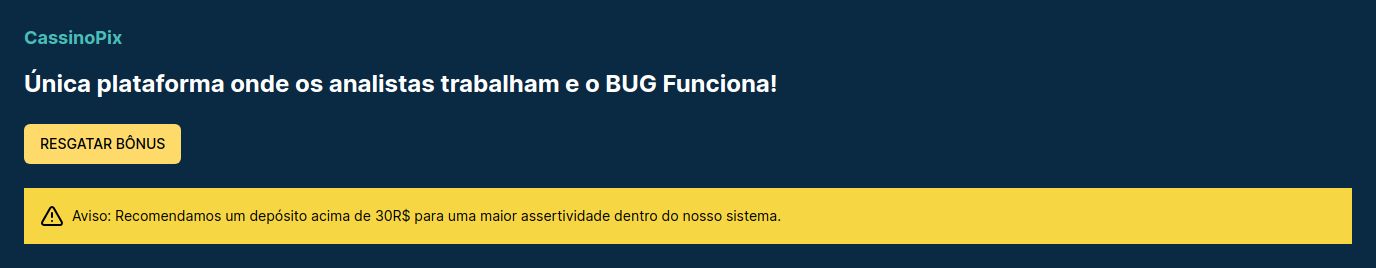 CassinoPix
Única plataforma onde os analistas trabalham e o BUG Funciona!
RESGATAR BÔNUS
Aviso: Recomendamos um depósito acima de 30R$ para uma maior assertividade dentro do nosso sistema.